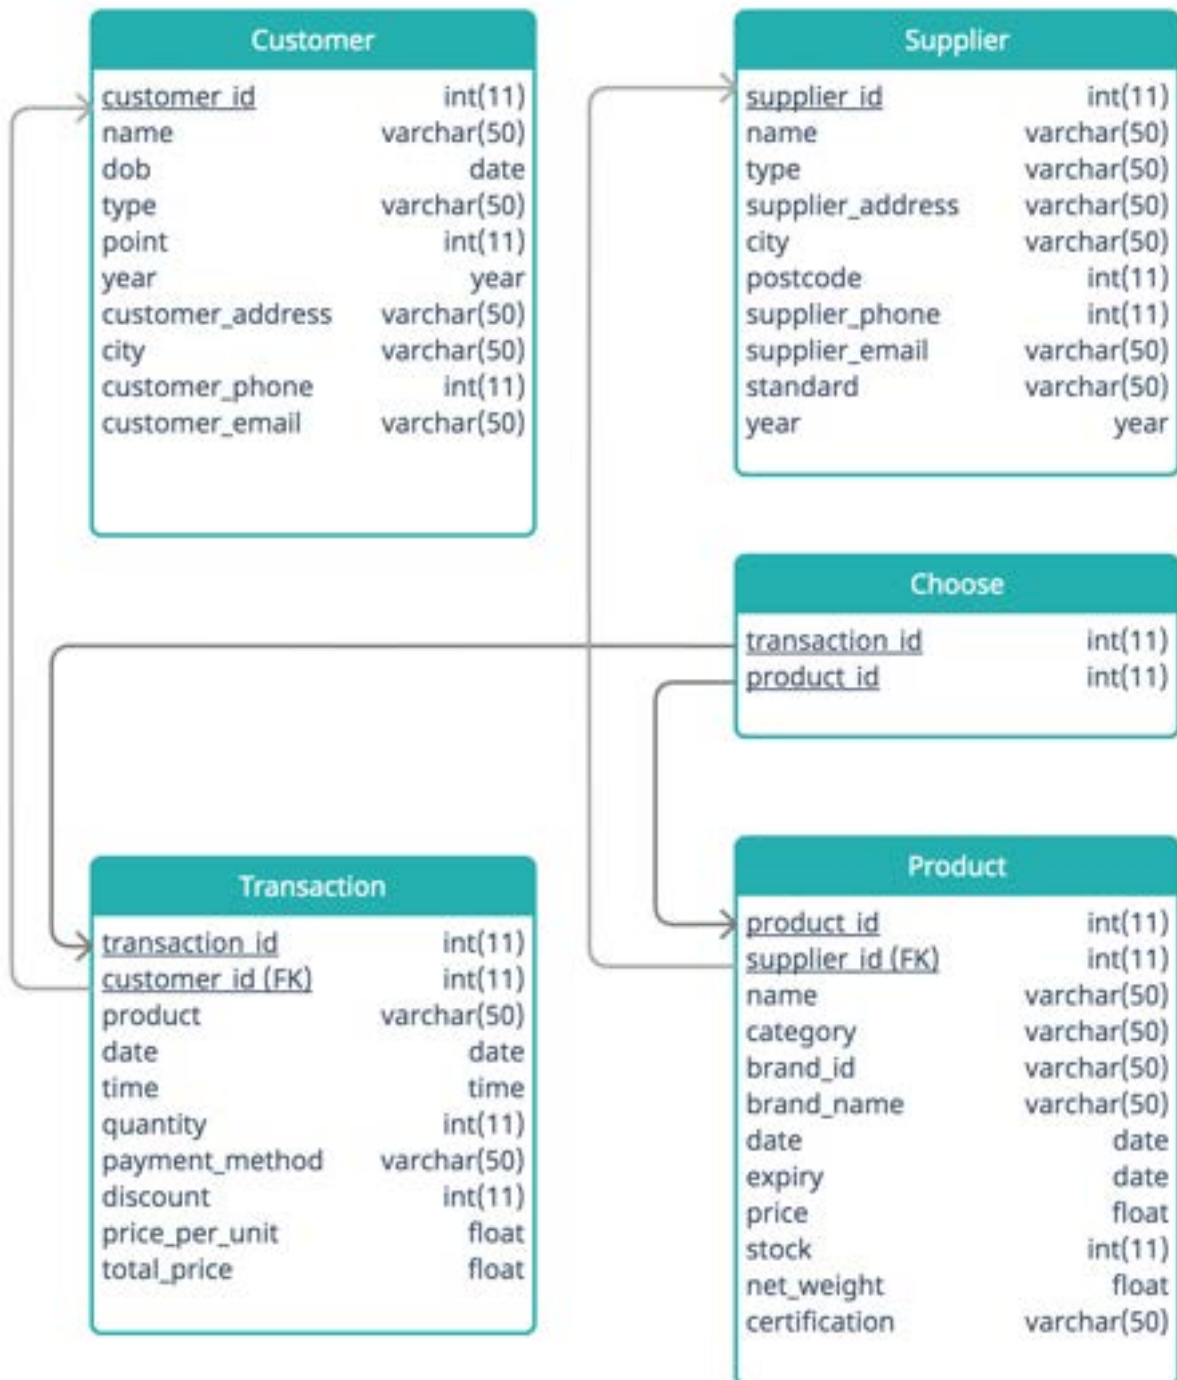 Customer
customer_id int(11)
name varchar(50)
dob date
type varchar(50)
point int(11)
year year
customer_address varchar(50)
city varchar(50)
customer_phone int(11)
customer_email varchar(50)
Supplier
supplier_id int(11)
name varchar(50)
type varchar(50)
supplier_address varchar(50)
city varchar(50)
postcode int(11)
supplier_phone int(11)
supplier_email varchar(50)
standard varchar(50)
year year
Choose
transaction_id int(11)
product_id int(11)
Transaction
transaction_id int(11)
customer_id (FK) int(11)
product varchar(50)
date date
time time
quantity int(11)
payment_method varchar(50)
discount int(11)
price_per_unit float
total_price float
Product
product_id int(11)
supplier_id (FK) int(11)
name varchar(50)
category varchar(50)
brand_id varchar(50)
brand_name varchar(50)
date date
expiry date
price float
stock int(11)
net_weight float
certification varchar(50)